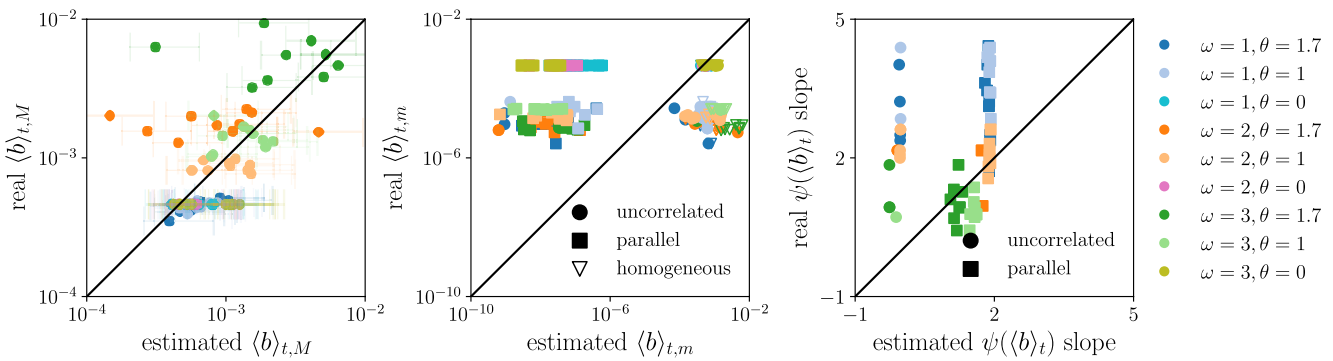 10⁻²
10⁻³
10⁻⁴
10⁻⁴
10⁻³
10⁻²
real ⟨b⟩t,M
estimated ⟨b⟩t,M
10⁻²
10⁻⁶
10⁻¹⁰
10⁻¹⁰
10⁻⁶
10⁻²
real ⟨b⟩t,m
estimated ⟨b⟩t,m
uncorrelated
parallel
homogeneous
5
2
−1
−1
2
5
real ψ(⟨b⟩t) slope
estimated ψ(⟨b⟩t) slope
uncorrelated
parallel
ω = 1, θ = 1.7
ω = 1, θ = 1
ω = 1, θ = 0
ω = 2, θ = 1.7
ω = 2, θ = 1
ω = 2, θ = 0
ω = 3, θ = 1.7
ω = 3, θ = 1
ω = 3, θ = 0